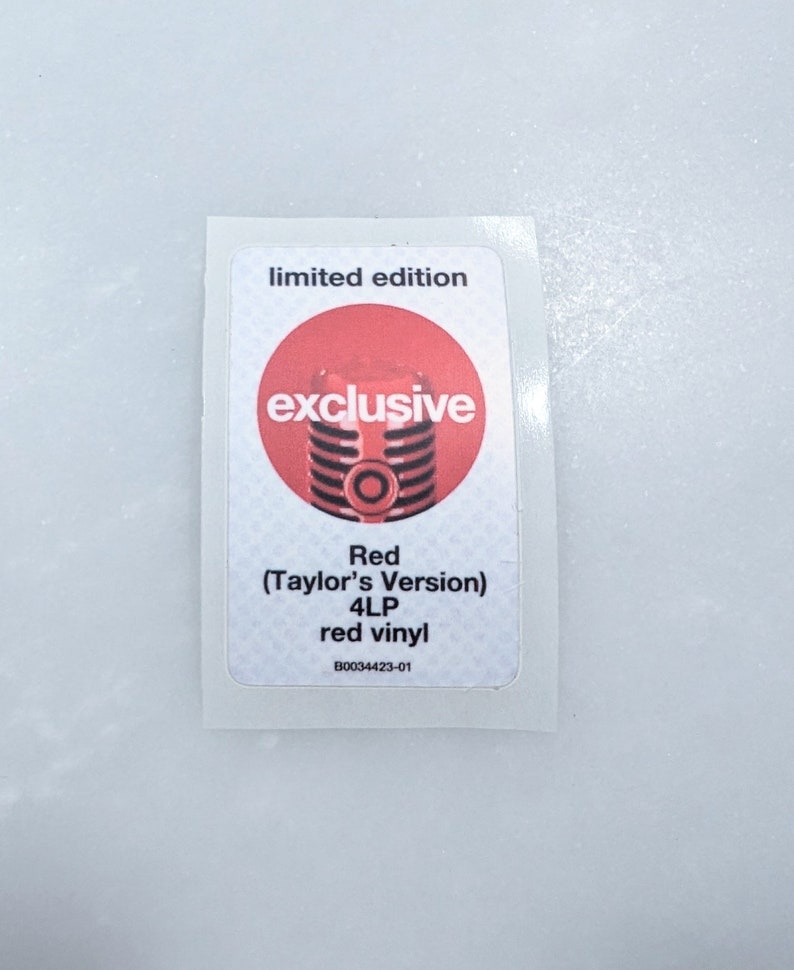 limited edition
exclusive
Red
(Taylor's Version)
4LP
red vinyl
B0034423-01